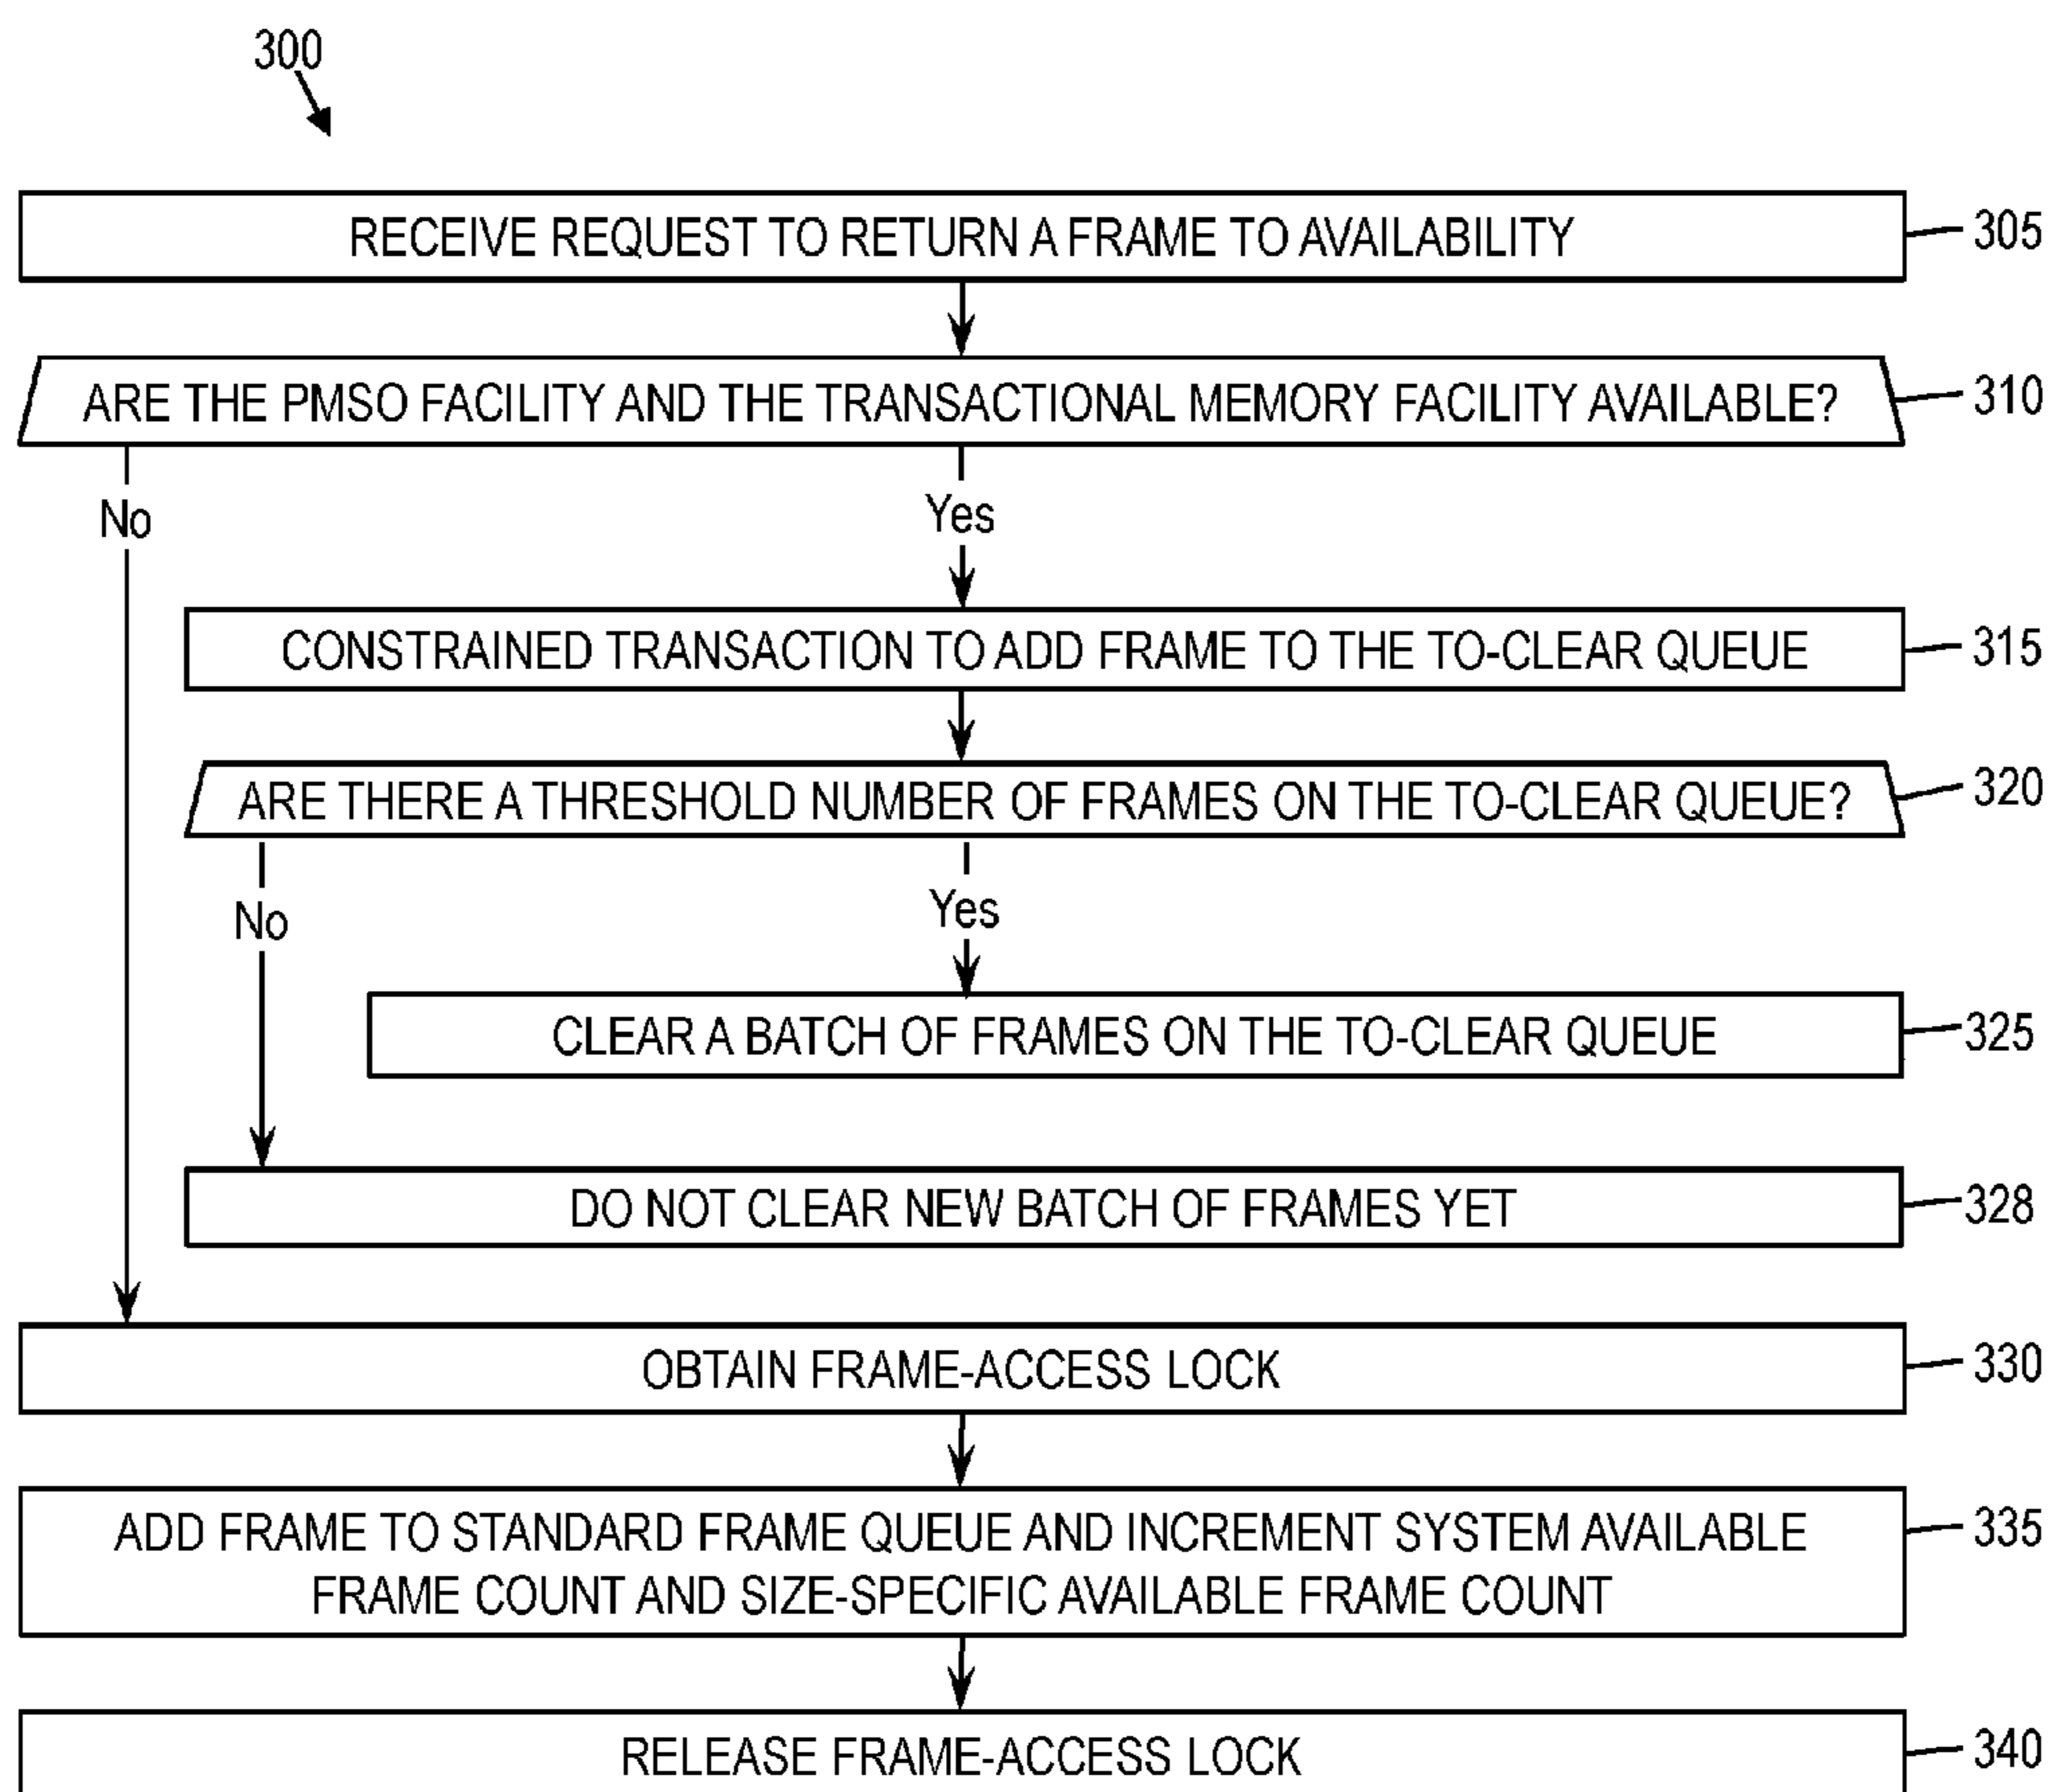 300
RECEIVE REQUEST TO RETURN A FRAME TO AVAILABILITY
305
ARE THE PMSO FACILITY AND THE TRANSACTIONAL MEMORY FACILITY AVAILABLE?
310
No
Yes
CONSTRAINED TRANSACTION TO ADD FRAME TO THE TO-CLEAR QUEUE
315
ARE THERE A THRESHOLD NUMBER OF FRAMES ON THE TO-CLEAR QUEUE?
320
No
Yes
CLEAR A BATCH OF FRAMES ON THE TO-CLEAR QUEUE
325
DO NOT CLEAR NEW BATCH OF FRAMES YET
328
OBTAIN FRAME-ACCESS LOCK
330
ADD FRAME TO STANDARD FRAME QUEUE AND INCREMENT SYSTEM AVAILABLE
FRAME COUNT AND SIZE-SPECIFIC AVAILABLE FRAME COUNT
335
RELEASE FRAME-ACCESS LOCK
340